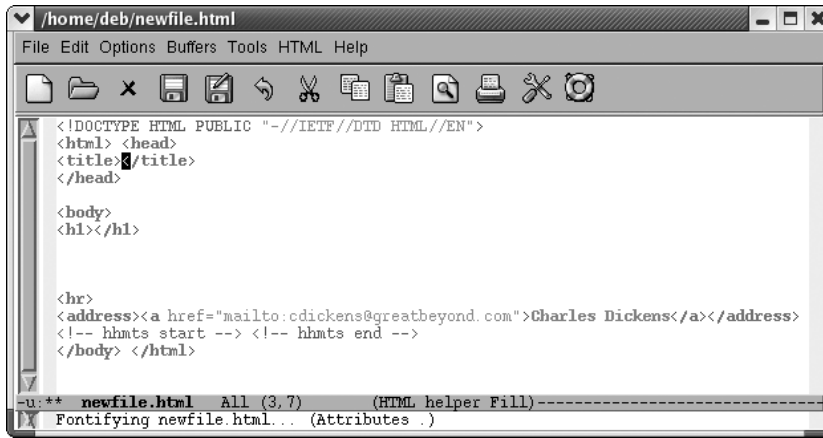 /home/deb/newfile.html
File Edit Options Buffers Tools HTML Help
<!DOCTYPE HTML PUBLIC "-//IETF//DTD HTML//EN">
<html> <head>
<title></title>
</head>
<body>
<h1></h1>
<hr>
<address><a href="mailto:cdickens@greatbeyond.com">Charles Dickens</a></address>
<!-- hhmts start --> <!-- hhmts end -->
</body> </html>
-u:** newfile.html All (3,7) (HTML helper Fill)------------------------------
Fontifying newfile.html... (Attributes .)